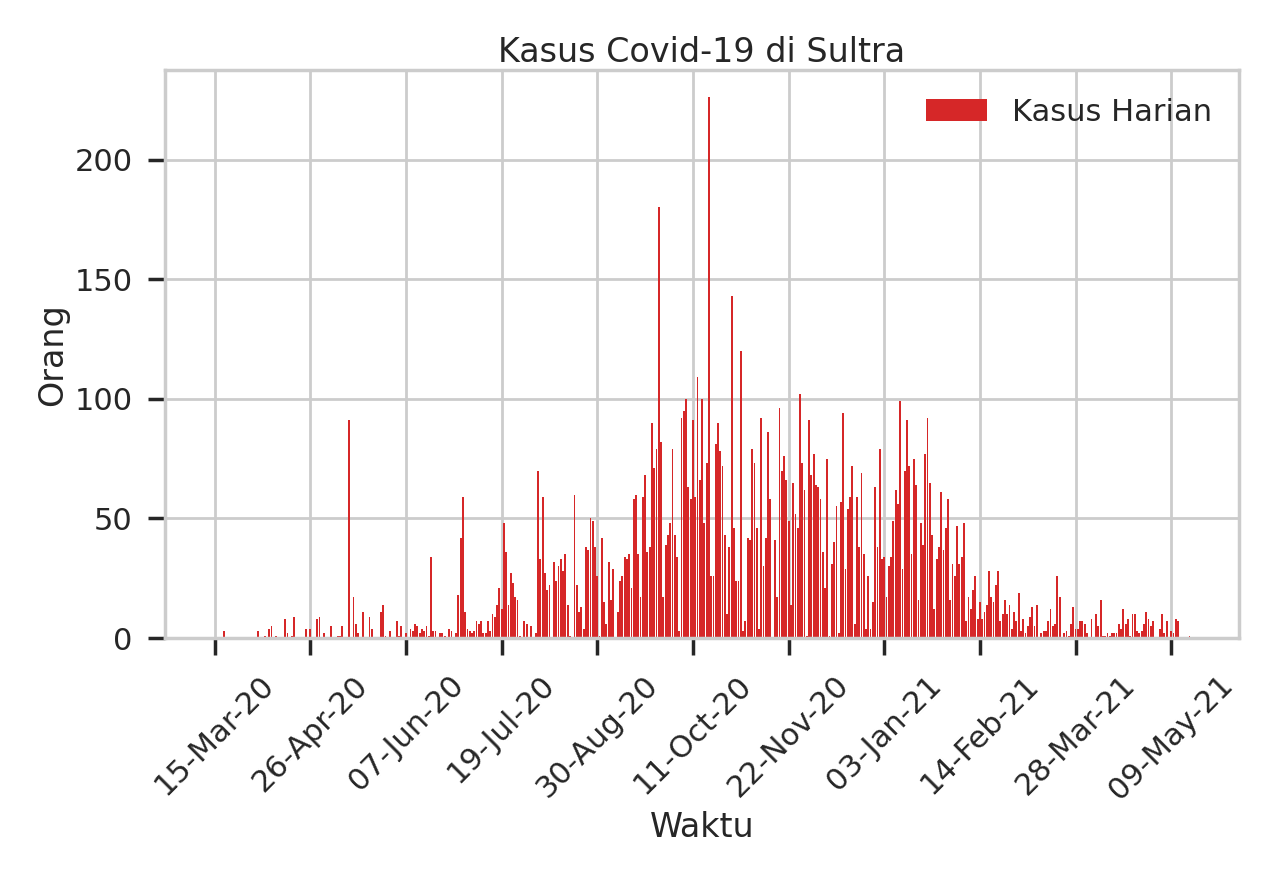 Kasus Covid-19 di Sultra
Kasus Harian
200
150
100
50
0
Orang
15-Mar-20
26-Apr-20
07-Jun-20
19-Jul-20
30-Aug-20
11-Oct-20
22-Nov-20
03-Jan-21
14-Feb-21
28-Mar-21
09-May-21
Waktu